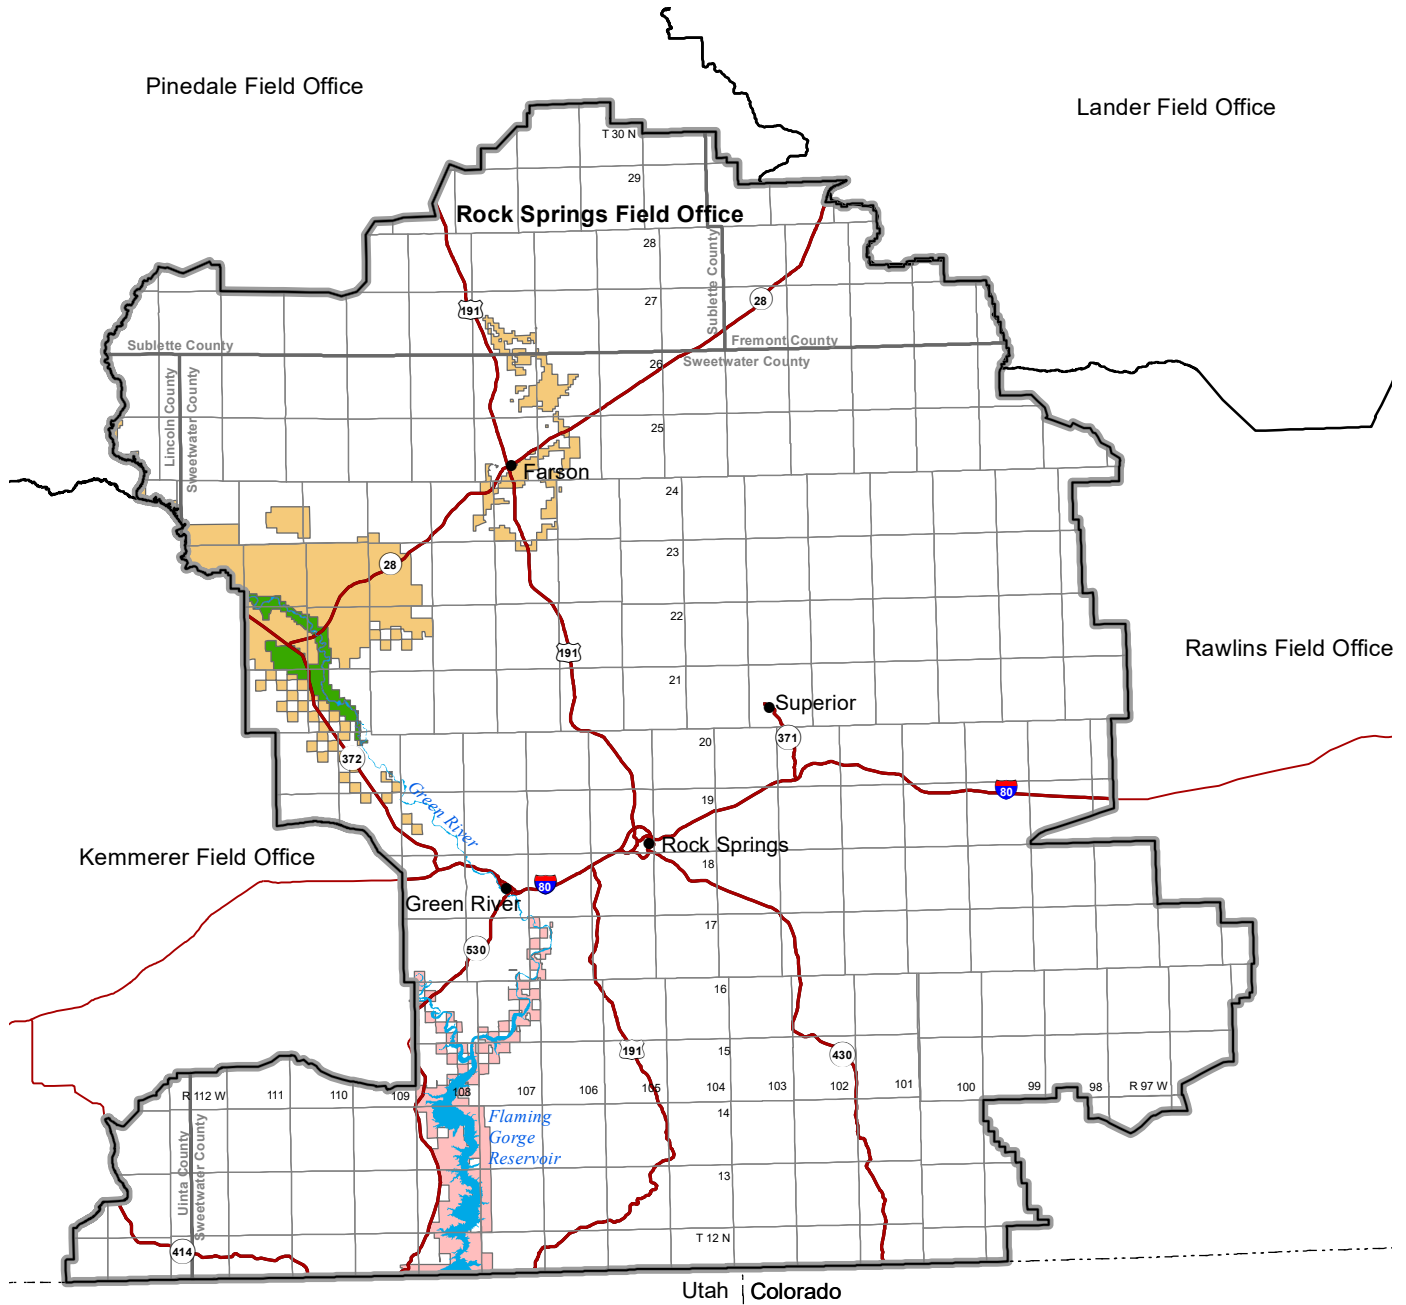 Pinedale Field Office
Lander Field Office
T 30 N
29
Rock Springs Field Office
28
Sublette County
27
191
28
Sublette County
Fremont County
26
Sweetwater County
Lincoln County
Sweetwater County
25
Farson
24
23
28
22
191
Rawlins Field Office
21
Superior
20
371
372
Green River
19
80
Rock Springs
18
Kemmerer Field Office
80
Green River
17
530
16
191
15
430
R 112 W
111
110
109
108
107
106
105
104
103
102
101
100
99
98
R 97 W
14
Flaming
Gorge
Reservoir
13
Uinta County
Sweetwater County
T 12 N
414
Utah
Colorado